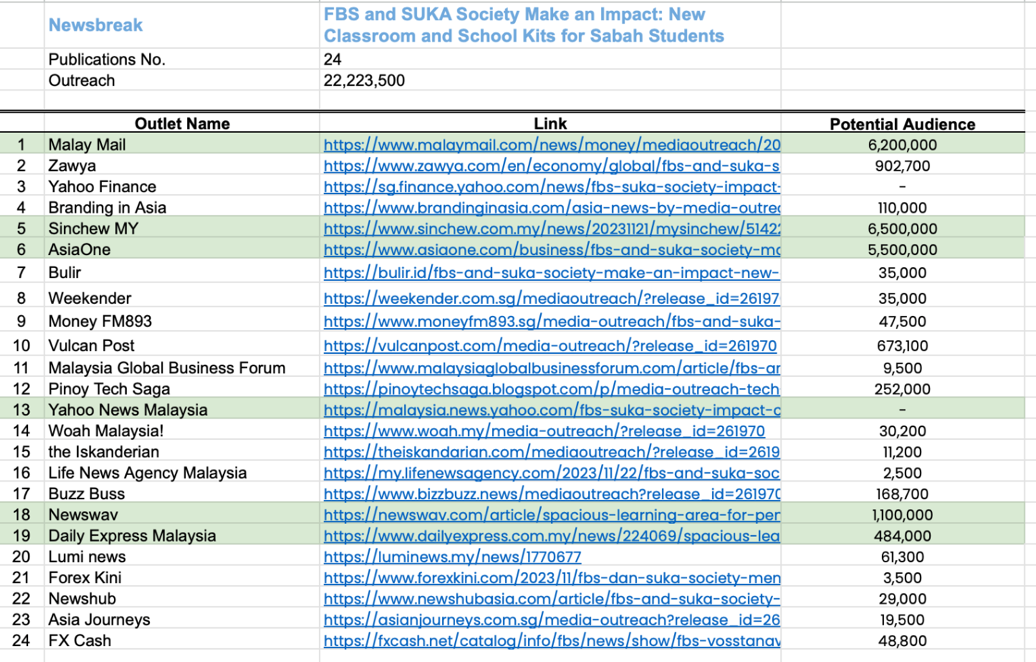 Newsbreak FBS and SUKA Society Make an Impact: New
Classroom and School Kits for Sabah Students
Publications No. 24
Outreach 22,223,500
Outlet Name Link Potential Audience
1 Malay Mail https://www.malaymail.com/news/money/mediaoutreach/20 6,200,000
2 Zawya https://www.zawya.com/en/economy/global/fbs-and-suka-s 902,700
3 Yahoo Finance https://sg.finance.yahoo.com/news/fbs-suka-society-impact- -
4 Branding in Asia https://www.brandinginasia.com/asia-news-by-media-outrea 110,000
5 Sinchew MY https://www.sinchew.com.my/news/20231121/mysinchew/51422 6,500,000
6 AsiaOne https://www.asiaone.com/business/fbs-and-suka-society-ma 5,500,000
7 Bulir https://bulir.id/fbs-and-suka-society-make-an-impact-new- 35,000
8 Weekender https://weekender.com.sg/mediaoutreach/?release_id=26197 35,000
9 Money FM893 https://www.moneyfm893.sg/media-outreach/fbs-and-suka- 47,500
10 Vulcan Post https://vulcanpost.com/media-outreach/?release_id=261970 673,100
11 Malaysia Global Business Forum https://www.malaysiaglobalbusinessforum.com/article/fbs-ar 9,500
12 Pinoy Tech Saga https://pinoytechsaga.blogspot.com/p/media-outreach-tech 252,000
13 Yahoo News Malaysia https://malaysia.news.yahoo.com/fbs-suka-society-impact-c -
14 Woah Malaysia! https://www.woah.my/media-outreach/?release_id=261970 30,200
15 the Iskanderian https://theiskandarian.com/mediaoutreach/?release_id=2619 11,200
16 Life News Agency Malaysia https://my.lifenewsagency.com/2023/11/22/fbs-and-suka-soc 2,500
17 Buzz Buss https://www.bizzbuzz.news/mediaoutreach?release_id=261970 168,700
18 Newswav https://newswav.com/article/spacious-learning-area-for-per 1,100,000
19 Daily Express Malaysia https://www.dailyexpress.com.my/news/224069/spacious-lea 484,000
20 Lumi news https://luminews.my/news/1770677 61,300
21 Forex Kini https://www.forexkini.com/2023/11/fbs-dan-suka-society-men 3,500
22 Newshub https://www.newshubasia.com/article/fbs-and-suka-society- 29,000
23 Asia Journeys https://asianjourneys.com.sg/media-outreach?release_id=26 19,500
24 FX Cash https://fxcash.net/catalog/info/fbs/news/show/fbs-vosstanav 48,800